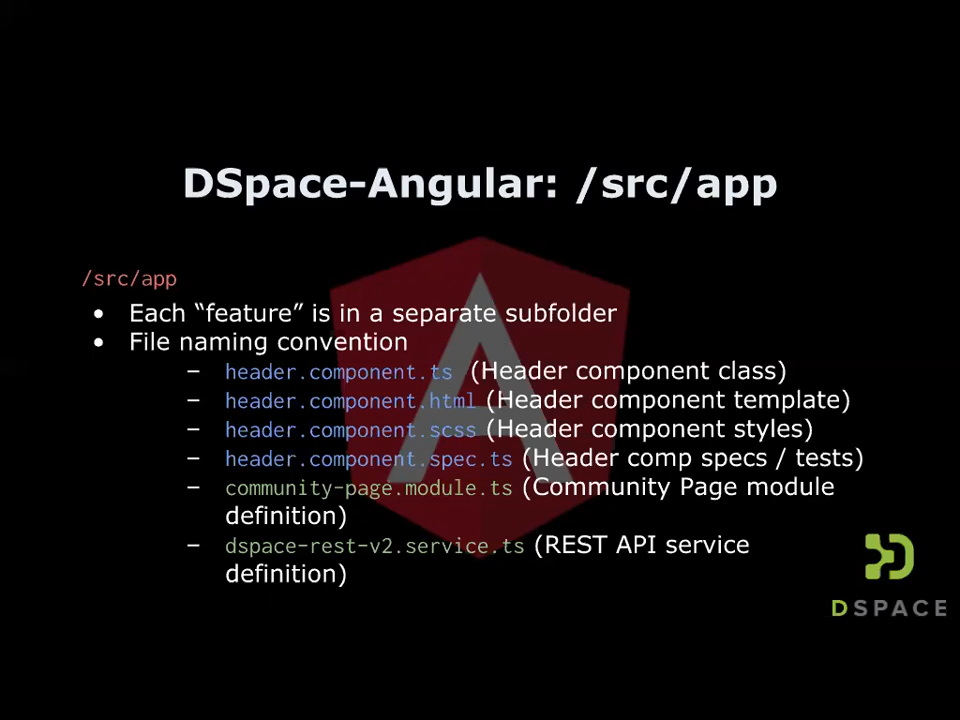 DSpace-Angular: /src/app
/src/app
• Each “feature” is in a separate subfolder
• File naming convention
– header.component.ts (Header component class)
– header.component.html (Header component template)
– header.component.scss (Header component styles)
– header.component.spec.ts (Header comp specs / tests)
– community-page.module.ts (Community Page module
definition)
– dspace-rest-v2.service.ts (REST API service
definition)
DSPACE